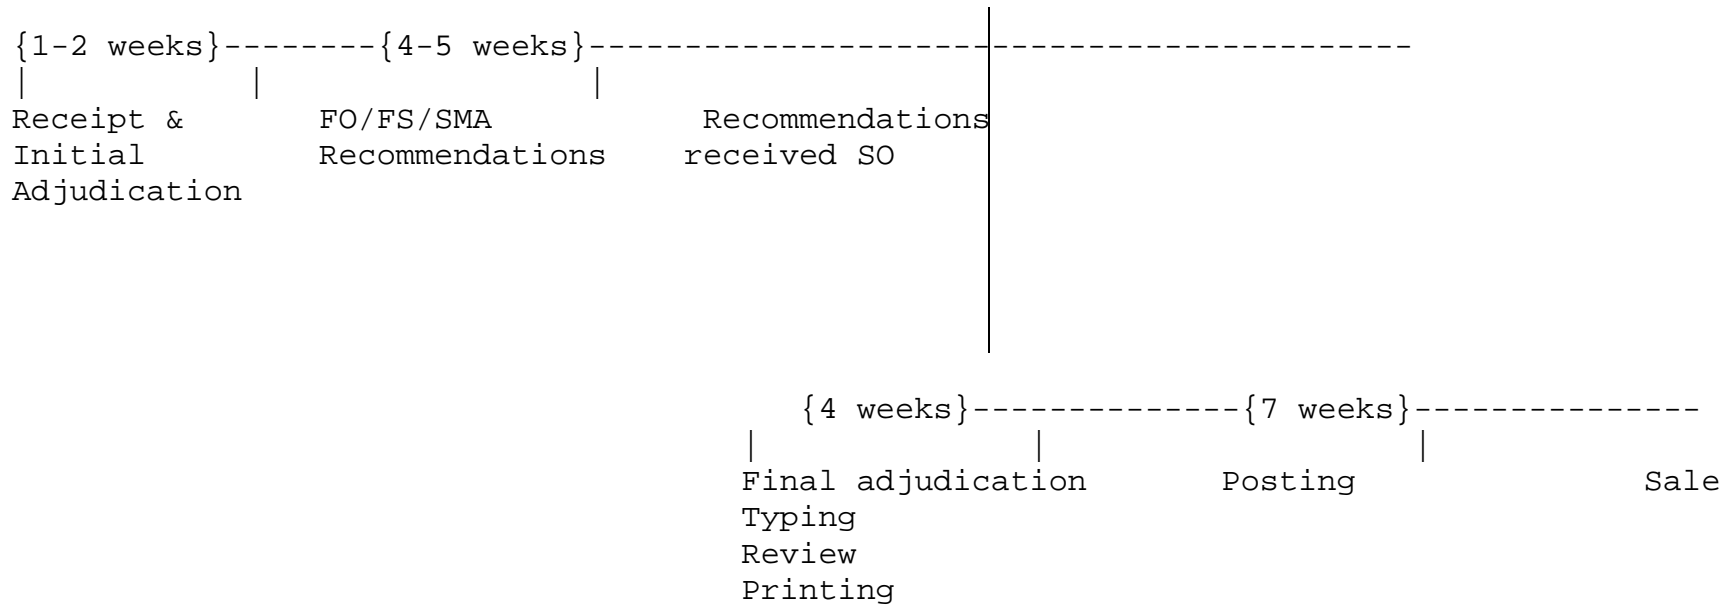 {1-2 weeks}--------{4-5 weeks}-------------------------------------------
| | |
Receipt & FO/FS/SMA Recommendations
Initial Recommendations received SO
Adjudication
{4 weeks}--------------{7 weeks}---------------
| | |
Final adjudication Posting Sale
Typing
Review
Printing